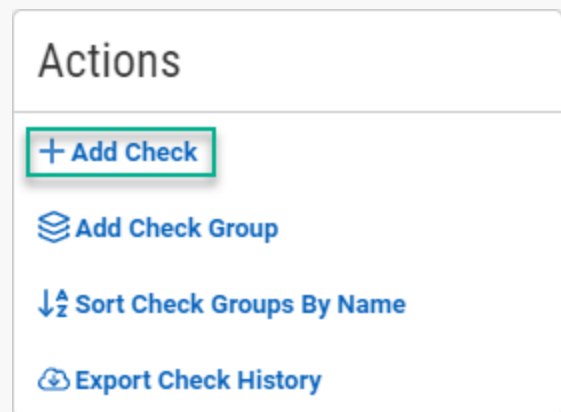 Actions
Add Check
Add Check Group
Sort Check Groups By Name
Export Check History